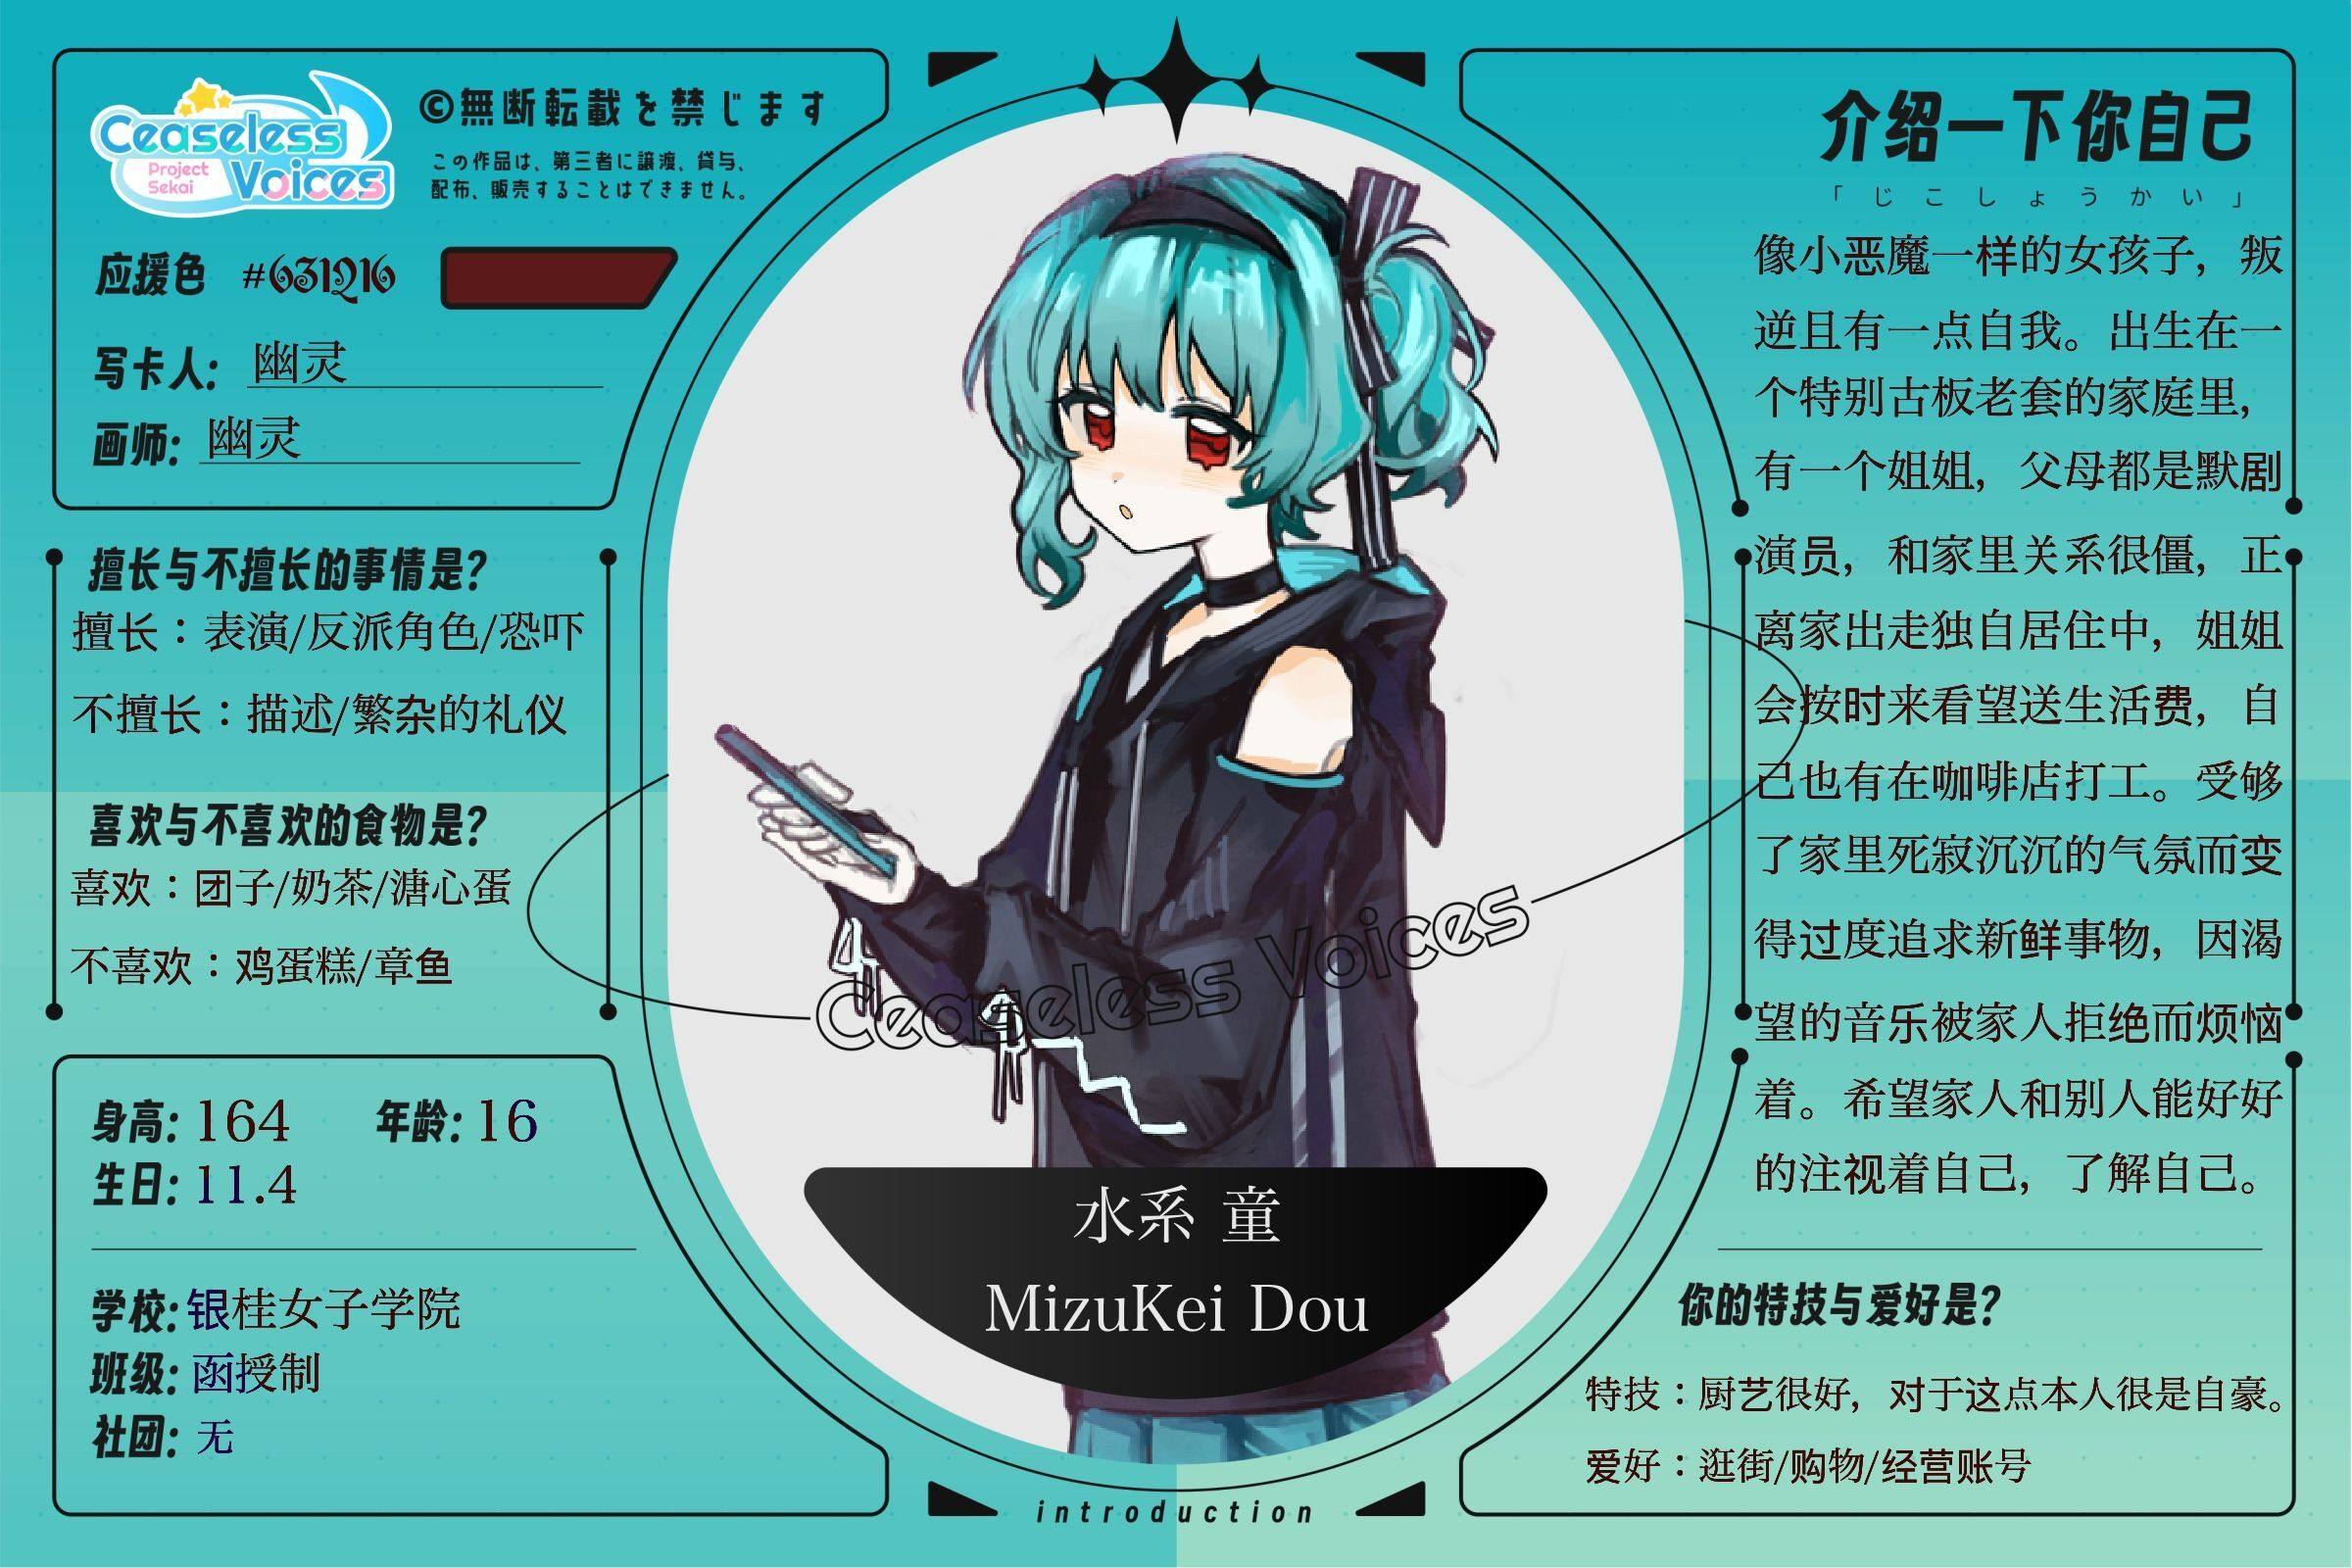 Ceaseless
Project
Sekai
Voices
©無断転載を禁じます
この作品は、第三者に譲渡、貸与、
配布、販売することはできません。
应援色 #631216
写卡人: 幽灵
画师: 幽灵
擅长与不擅长的事情是?
擅长：表演/反派角色/恐吓
不擅长：描述/繁杂的礼仪
喜欢与不喜欢的食物是?
喜欢：团子/奶茶/溏心蛋
不喜欢：鸡蛋糕/章鱼
身高: 164 年龄: 16
生日: 11.4
学校: 银桂女子学院
班级: 函授制
社团: 无
Ceaseless Voices
水系 童
MizuKei Dou
introduction
介绍一下你自己
「じこしょうかい」
像小恶魔一样的女孩子，叛
逆且有一点自我。出生在一
个特别古板老套的家庭里，
有一个姐姐，父母都是默剧
演员，和家里关系很僵，正
离家出走独自居住中，姐姐
会按时来看望送生活费，自
己也有在咖啡店打工。受够
了家里死寂沉沉的气氛而变
得过度追求新鲜事物，因渴
望的音乐被家人拒绝而烦恼
着。希望家人和别人能好好
的注视着自己，了解自己。
你的特技与爱好是?
特技：厨艺很好，对于这点本人很是自豪。
爱好：逛街/购物/经营账号